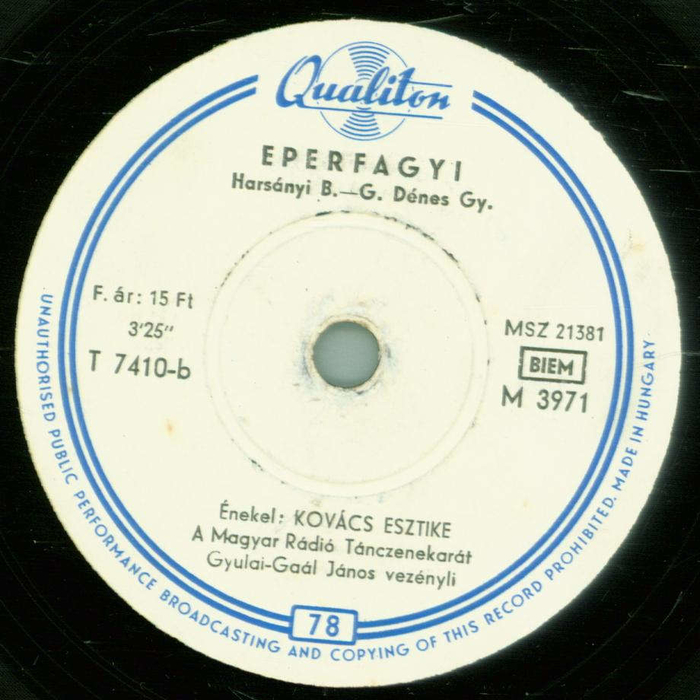 Qualiton
EPERFAGYI
Harsányi B.—G. Dénes Gy.
F. ár: 15 Ft
3'25"
T 7410-b
MSZ 21381
BIEM
M 3971
Énekel: KOVÁCS ESZTIKE
A Magyar Rádió Tánczenekarát
Gyulai-Gaál János vezényli
78
UNAUTHORISED PUBLIC PERFORMANCE BROADCASTING AND COPYING OF THIS RECORD PROHIBITED. MADE IN HUNGARY